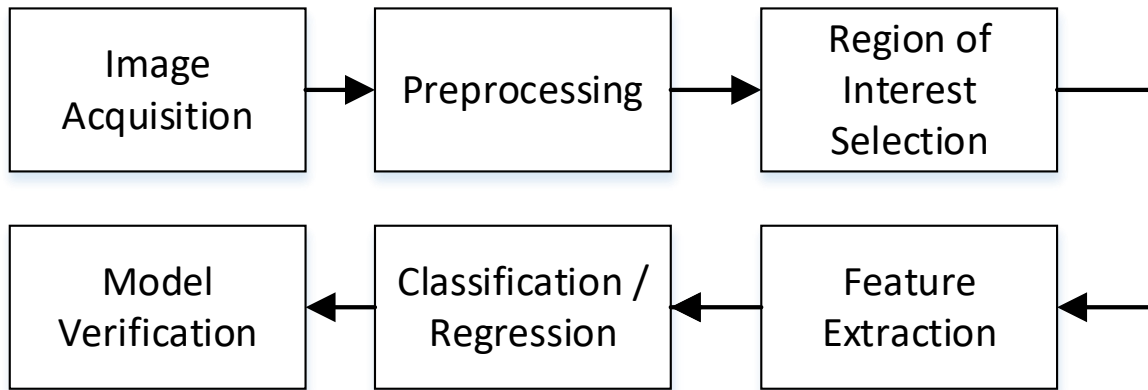 Image
Acquisition
Preprocessing
Region of
Interest
Selection
Feature
Extraction
Classification /
Regression
Model
Verification